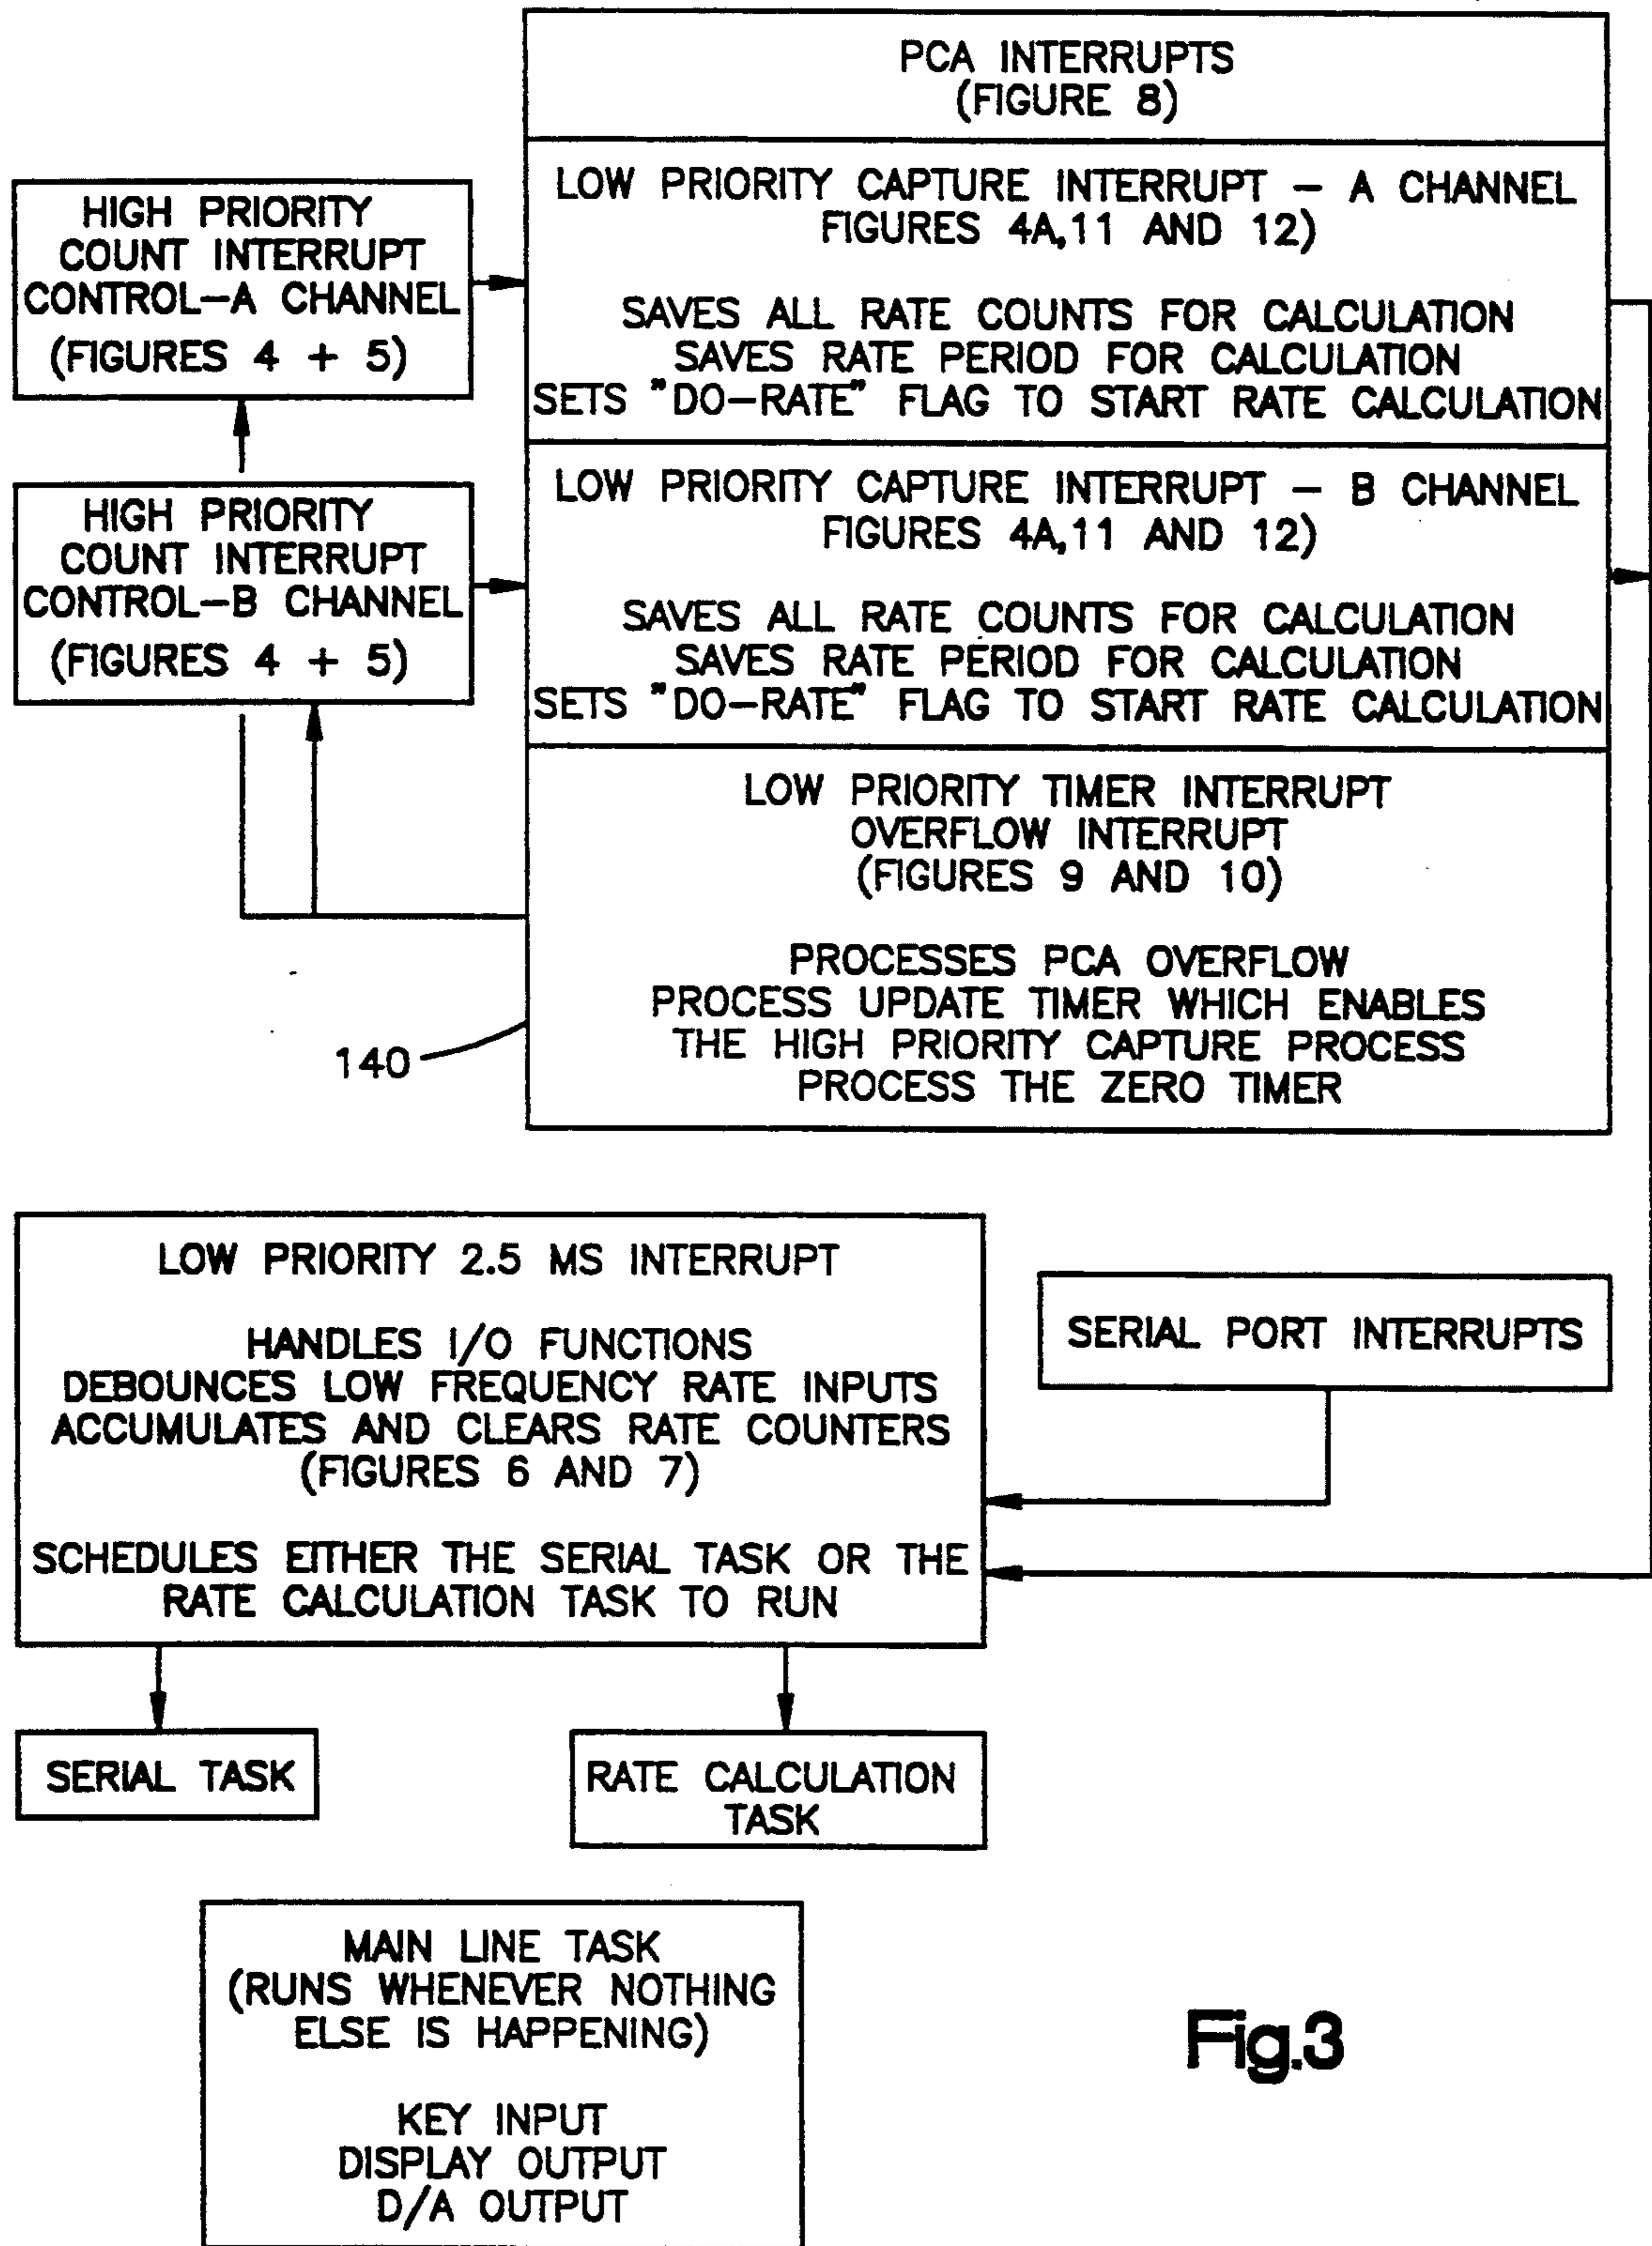 PCA INTERRUPTS
(FIGURE 8)
LOW PRIORITY CAPTURE INTERRUPT – A CHANNEL
FIGURES 4A,11 AND 12)
SAVES ALL RATE COUNTS FOR CALCULATION
SAVES RATE PERIOD FOR CALCULATION
SETS "DO–RATE" FLAG TO START RATE CALCULATION
HIGH PRIORITY
COUNT INTERRUPT
CONTROL–A CHANNEL
(FIGURES 4 + 5)
LOW PRIORITY CAPTURE INTERRUPT – B CHANNEL
FIGURES 4A,11 AND 12)
SAVES ALL RATE COUNTS FOR CALCULATION
SAVES RATE PERIOD FOR CALCULATION
SETS "DO–RATE" FLAG TO START RATE CALCULATION
HIGH PRIORITY
COUNT INTERRUPT
CONTROL–B CHANNEL
(FIGURES 4 + 5)
LOW PRIORITY TIMER INTERRUPT
OVERFLOW INTERRUPT
(FIGURES 9 AND 10)
PROCESSES PCA OVERFLOW
PROCESS UPDATE TIMER WHICH ENABLES
THE HIGH PRIORITY CAPTURE PROCESS
PROCESS THE ZERO TIMER
140
LOW PRIORITY 2.5 MS INTERRUPT
HANDLES I/O FUNCTIONS
DEBOUNCES LOW FREQUENCY RATE INPUTS
ACCUMULATES AND CLEARS RATE COUNTERS
(FIGURES 6 AND 7)
SCHEDULES EITHER THE SERIAL TASK OR THE
RATE CALCULATION TASK TO RUN
SERIAL PORT INTERRUPTS
SERIAL TASK
RATE CALCULATION
TASK
MAIN LINE TASK
(RUNS WHENEVER NOTHING
ELSE IS HAPPENING)
KEY INPUT
DISPLAY OUTPUT
D/A OUTPUT
Fig.3